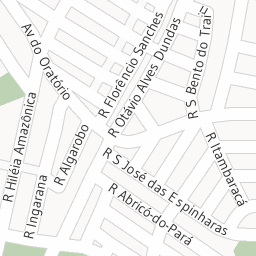 Av do Oratório
R Florêncio Sanches
R Otávio Alves Dundas
R S Bento do Trairi
R Hiléia Amazônica
R Algarobo
R Ingarana
R S José das Espinharas
R Itambaracá
R Abricó-do-Pará